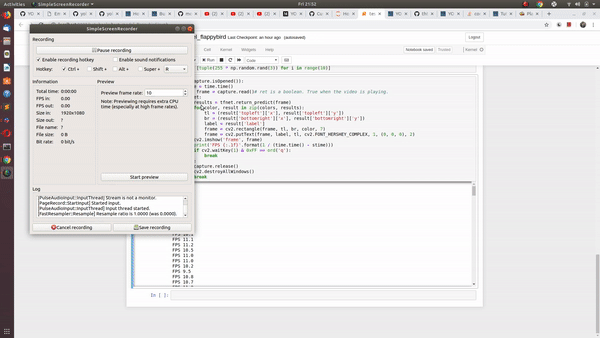 Activities
SimpleScreenRecorder
Fri 21:52
SimpleScreenRecorder
Recording
Pause recording
Enable recording hotkey
Enable sound notifications
Hotkey:
Ctrl +
Shift +
Alt +
Super +
R
Information
Preview
Total time: 0:00:00
FPS in: 0.00
FPS out: 0.00
Size in: 1920x1080
Size out: ?
File name: ?
File size: 0 B
Bit rate: 0 bit/s
Preview frame rate: 10
Note: Previewing requires extra CPU
time (especially at high frame rates).
Start preview
Log
[PulseAudioInput::InputThread] Stream is not a monitor.
[PageRecord::StartInput] Started input.
[PulseAudioInput::InputThread] Input thread started.
[FastResampler::Resample] Resample ratio is 1.0000 (was 0.0000).
Cancel recording
Save recording
flappybird
Last Checkpoint: an hour ago
(autosaved)
Logout
Cell
Kernel
Widgets
Help
Notebook saved
Trusted
Run
Code
[tuple(255 * np.random.rand(3)) for i in range(10)]
capture.isOpened():
= time.time()
frame = capture.read()# ret is a boolean. True when the video is playing.
results = tfnet.return_predict(frame)
color, result in zip(colors, results):
tl = (result['topleft']['x'], result['topleft']['y'])
br = (result['bottomright']['x'], result['bottomright']['y'])
label = result['label']
frame = cv2.rectangle(frame, tl, br, color, 7)
frame = cv2.putText(frame, label, tl, cv2.FONT_HERSHEY_COMPLEX, 1, (0, 0, 0), 2)
cv2.imshow('frame', frame)
print('FPS {:.1f}'.format(1 / (time.time() - stime)))
if cv2.waitKey(1) & 0xFF == ord('q'):
break
capture.release()
cv2.destroyAllWindows()
break
FPS 11.1
FPS 11.2
FPS 10.5
FPS 11.0
FPS 11.0
FPS 10.2
FPS 9.5
FPS 10.8
FPS 10.7
In [ ]: